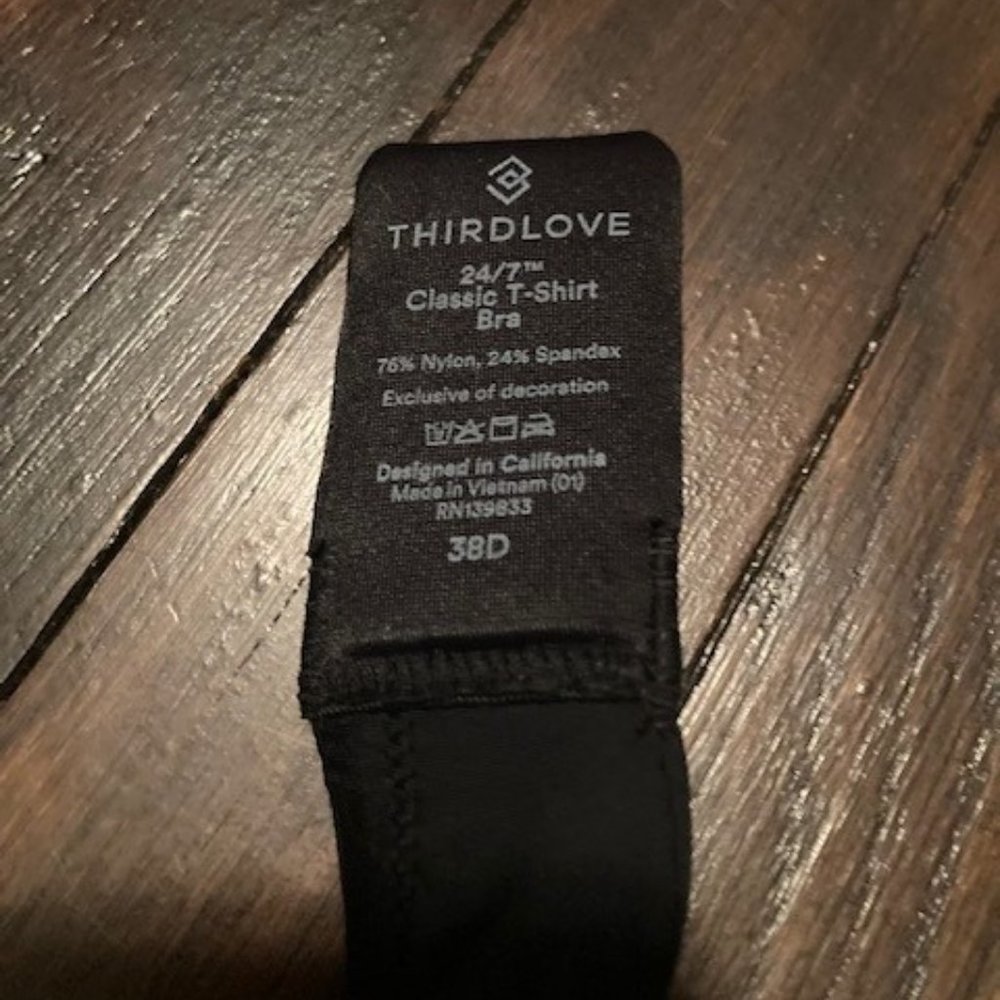 THIRDLOVE
24/7™
Classic T-Shirt
Bra
76% Nylon, 24% Spandex
Exclusive of decoration
Designed in California
Made in Vietnam (01)
RN139833
38D